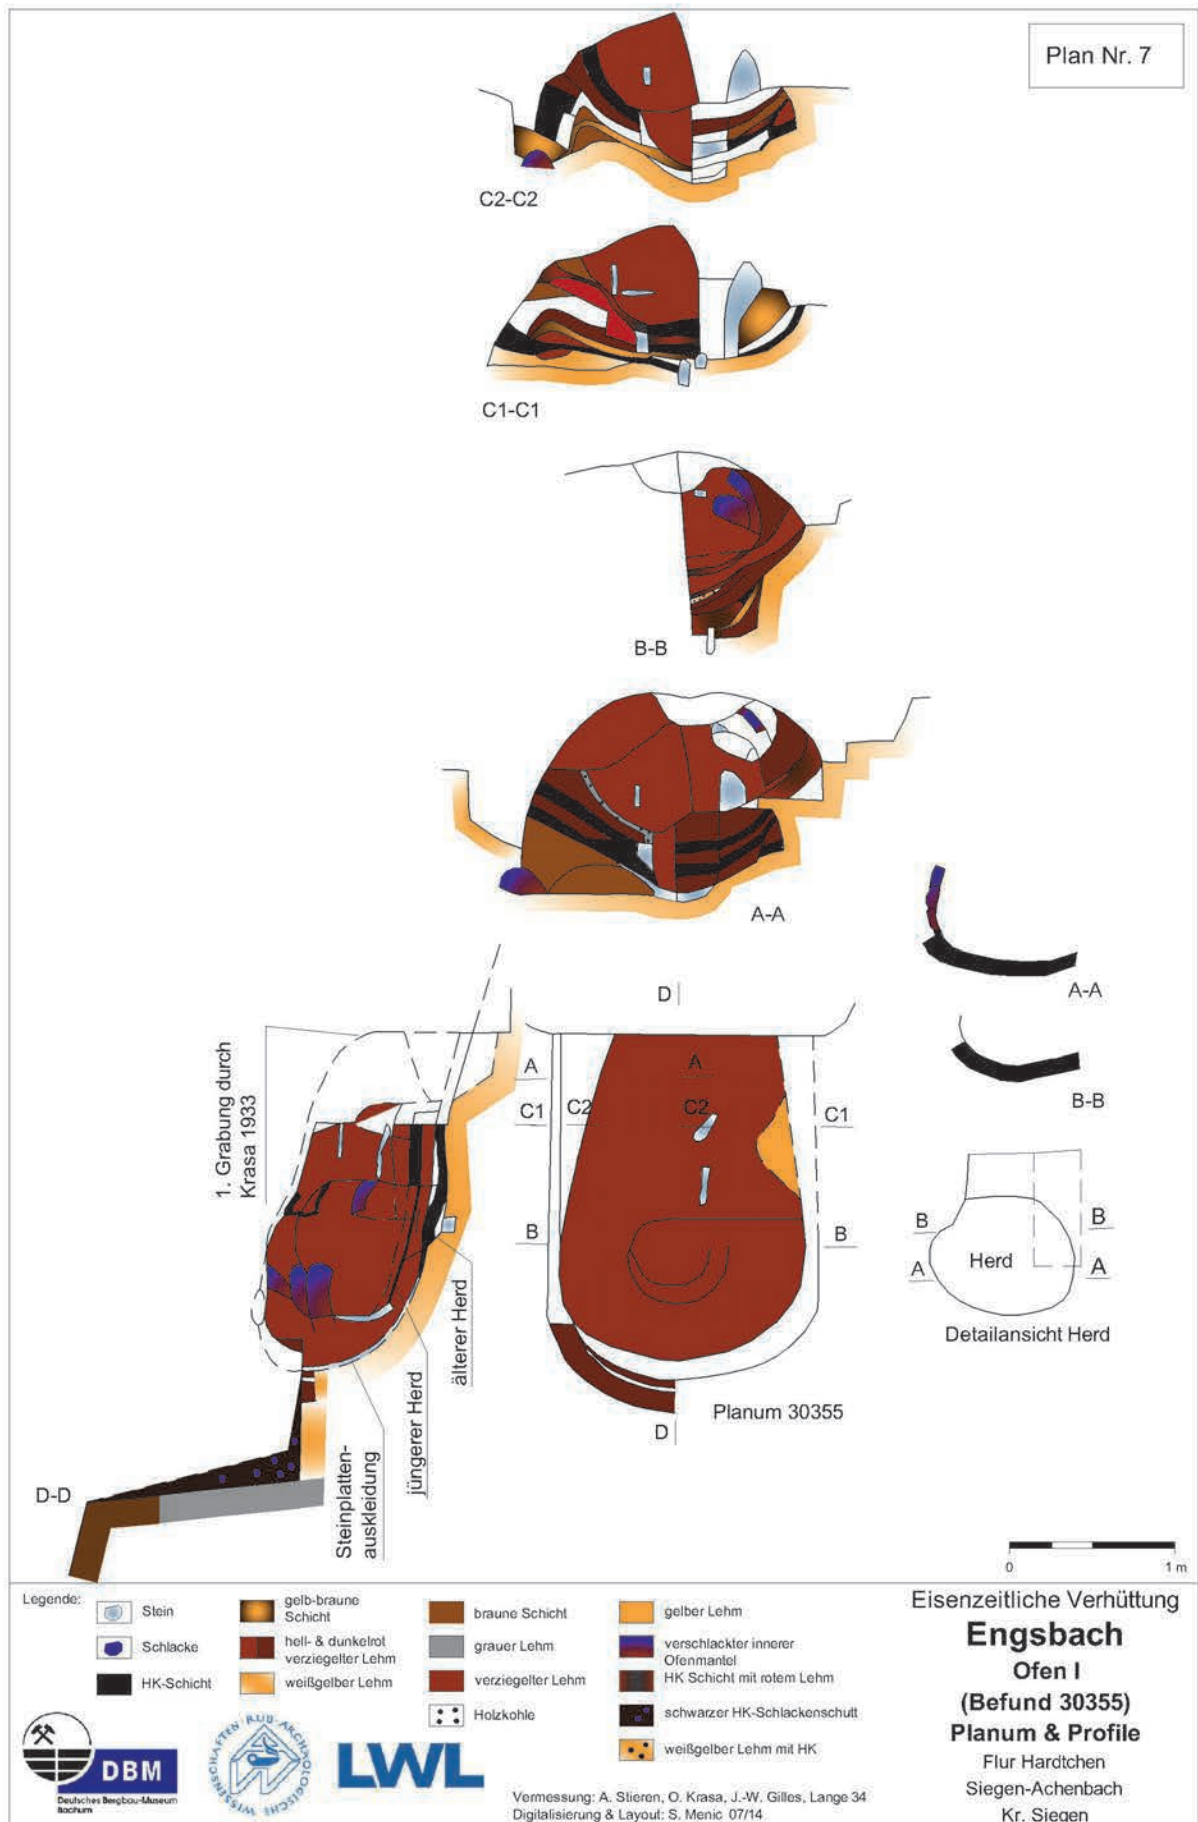 Plan Nr. 7
C2-C2
C1-C1
B-B
A-A
A-A
B-B
D
A
A
C1
C2
C2
C1
B
B
1. Grabung durch
Krasa 1933
älterer Herd
jüngerer Herd
Steinplatten-
auskleidung
D-D
Planum 30355
D
B
B
Herd
A
A
Detailansicht Herd
0
1 m
Legende:
Stein
Schlacke
HK-Schicht
gelb-braune
Schicht
hell- & dunkelrot
verziegelter Lehm
weißgelber Lehm
braune Schicht
grauer Lehm
verziegelter Lehm
Holzkohle
gelber Lehm
verschlackter innerer
Ofenmantel
HK Schicht mit rotem Lehm
schwarzer HK-Schlackenschutt
weißgelber Lehm mit HK
Eisenzeitliche Verhüttung
Engsbach
Ofen I
(Befund 30355)
Planum & Profile
Flur Hardtchen
Siegen-Achenbach
Kr. Siegen
DBM
Deutsches Bergbau-Museum
Bochum
RUB·ARCHÄOLOGISCHE WISSENSCHAFTEN
LWL
Vermessung: A. Stieren, O. Krasa, J.-W. Gilles, Lange 34
Digitalisierung & Layout: S. Menic 07/14